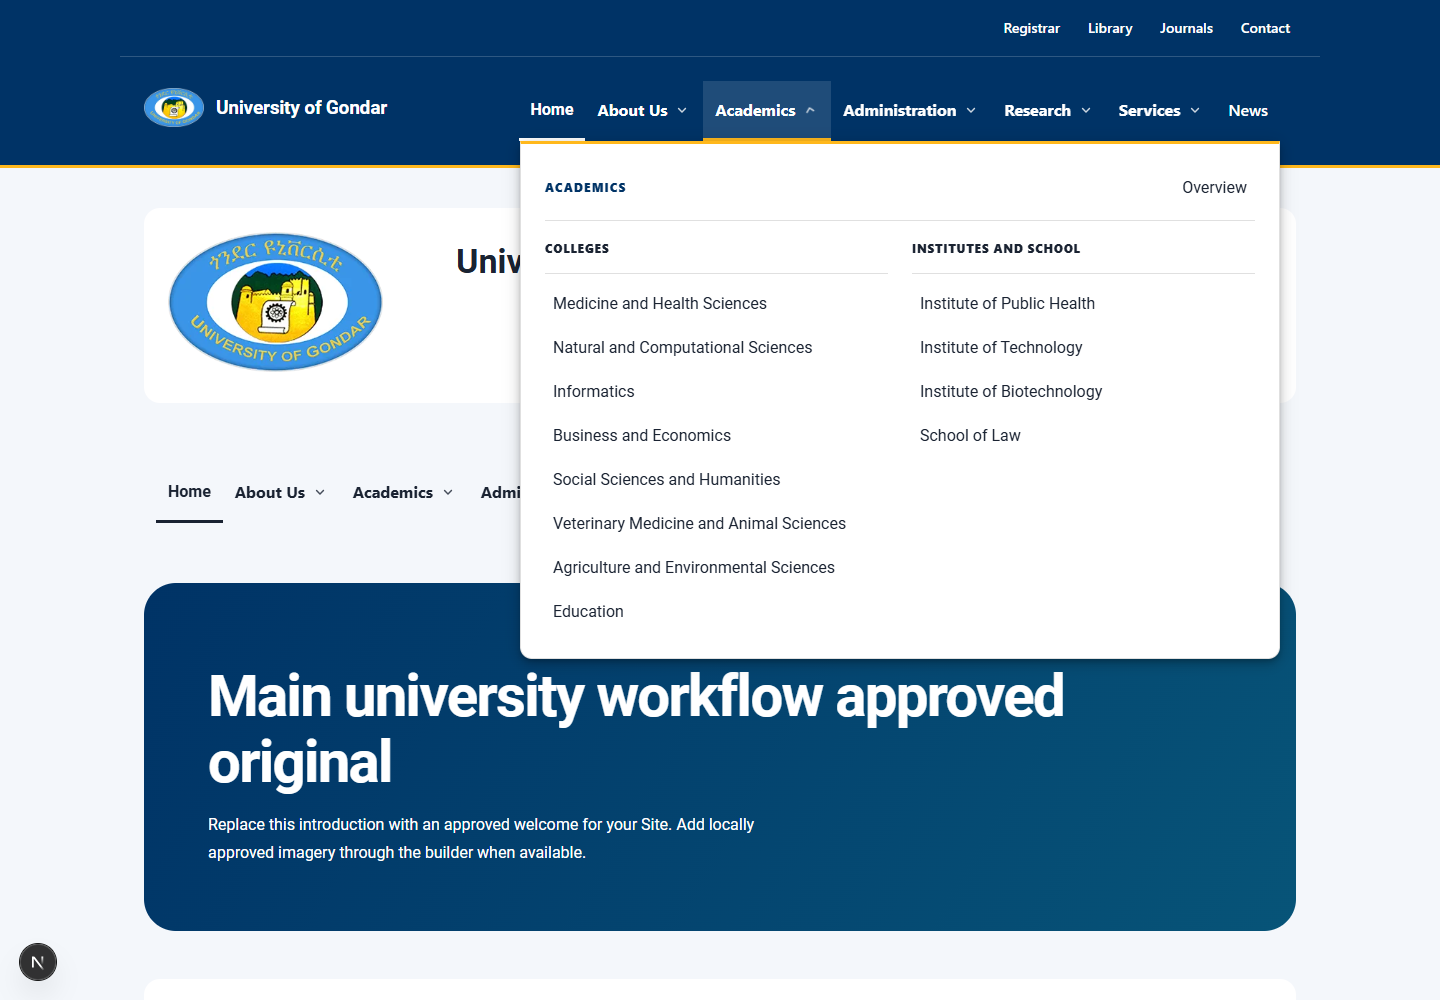 Registrar Library Journals Contact
University of Gondar
Home About Us Academics Administration Research Services News
ACADEMICS Overview
COLLEGES
Medicine and Health Sciences
Natural and Computational Sciences
Informatics
Business and Economics
Social Sciences and Humanities
Veterinary Medicine and Animal Sciences
Agriculture and Environmental Sciences
Education
INSTITUTES AND SCHOOL
Institute of Public Health
Institute of Technology
Institute of Biotechnology
School of Law
ጎንደር ዩኒቨርሲቲ
UNIVERSITY OF GONDAR
Univ
Home About Us Academics Admi
Main university workflow approved
original
Replace this introduction with an approved welcome for your Site. Add locally
approved imagery through the builder when available.
N